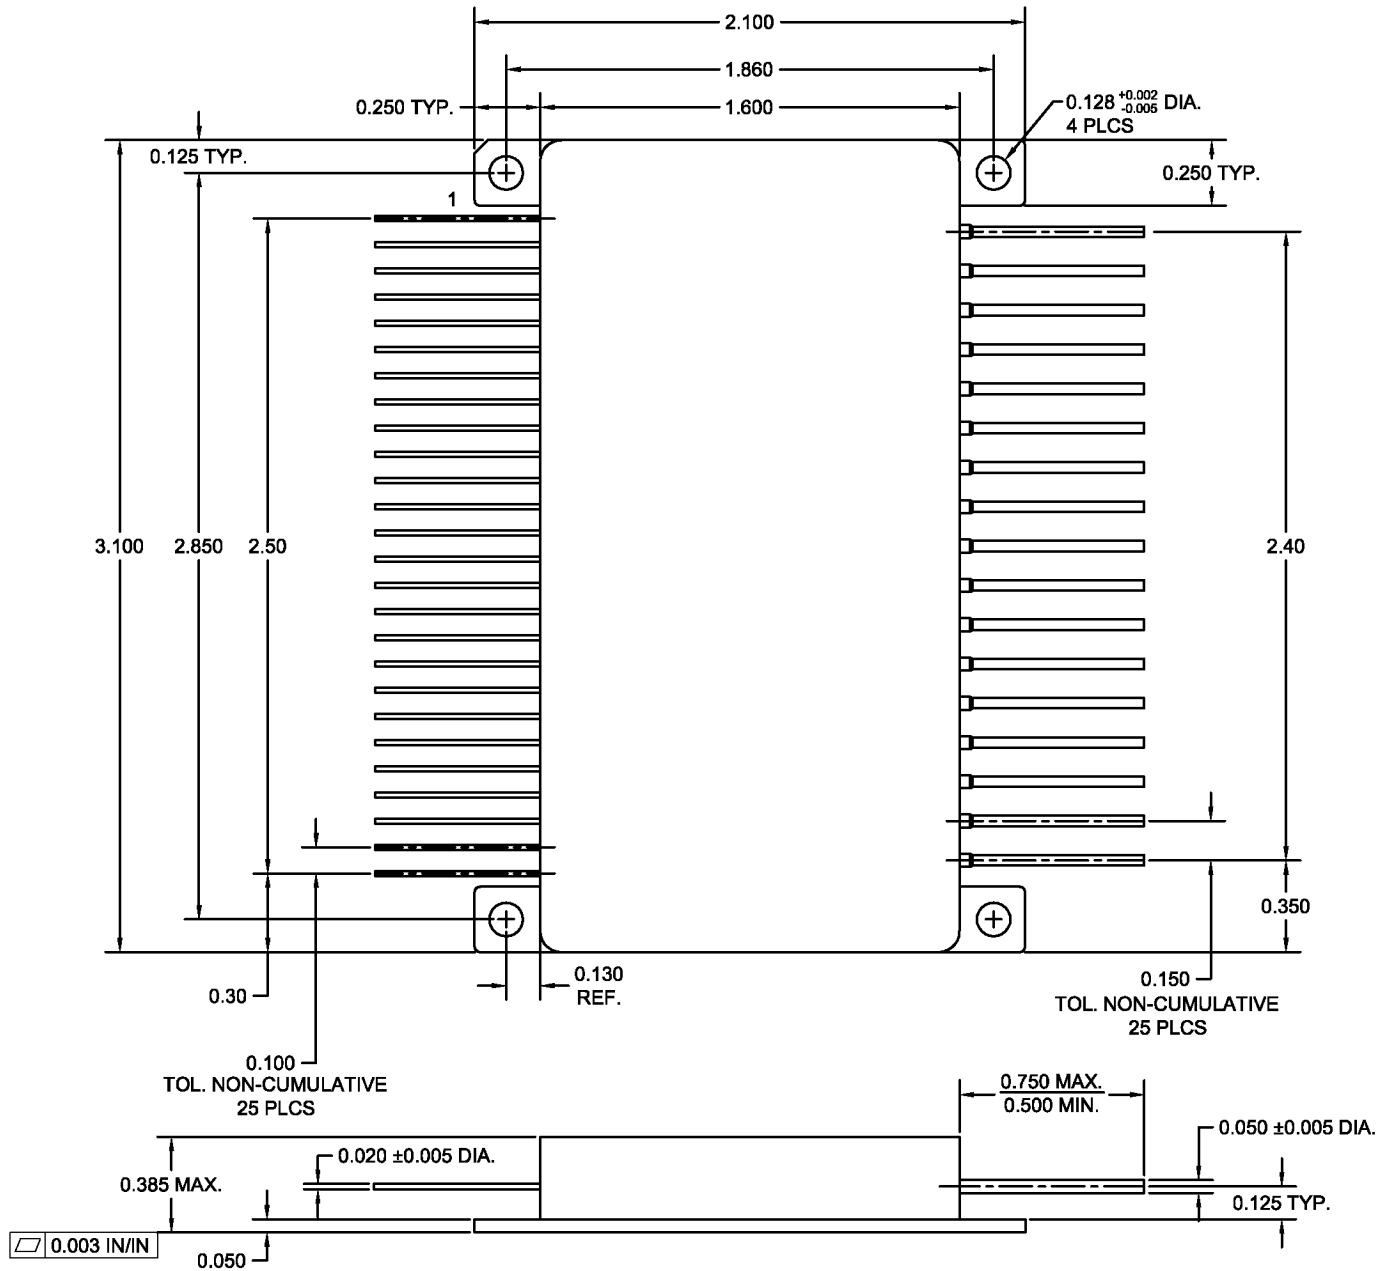 2.100
1.860
0.250 TYP.
1.600
0.128 +0.002 -0.005 DIA.
4 PLCS
0.125 TYP.
0.250 TYP.
1
3.100
2.850
2.50
2.40
0.350
0.130
REF.
0.30
0.150
TOL. NON-CUMULATIVE
25 PLCS
0.100
TOL. NON-CUMULATIVE
25 PLCS
0.750 MAX.
0.500 MIN.
0.050 ±0.005 DIA.
0.020 ±0.005 DIA.
0.385 MAX.
0.125 TYP.
0.003 IN/IN
0.050